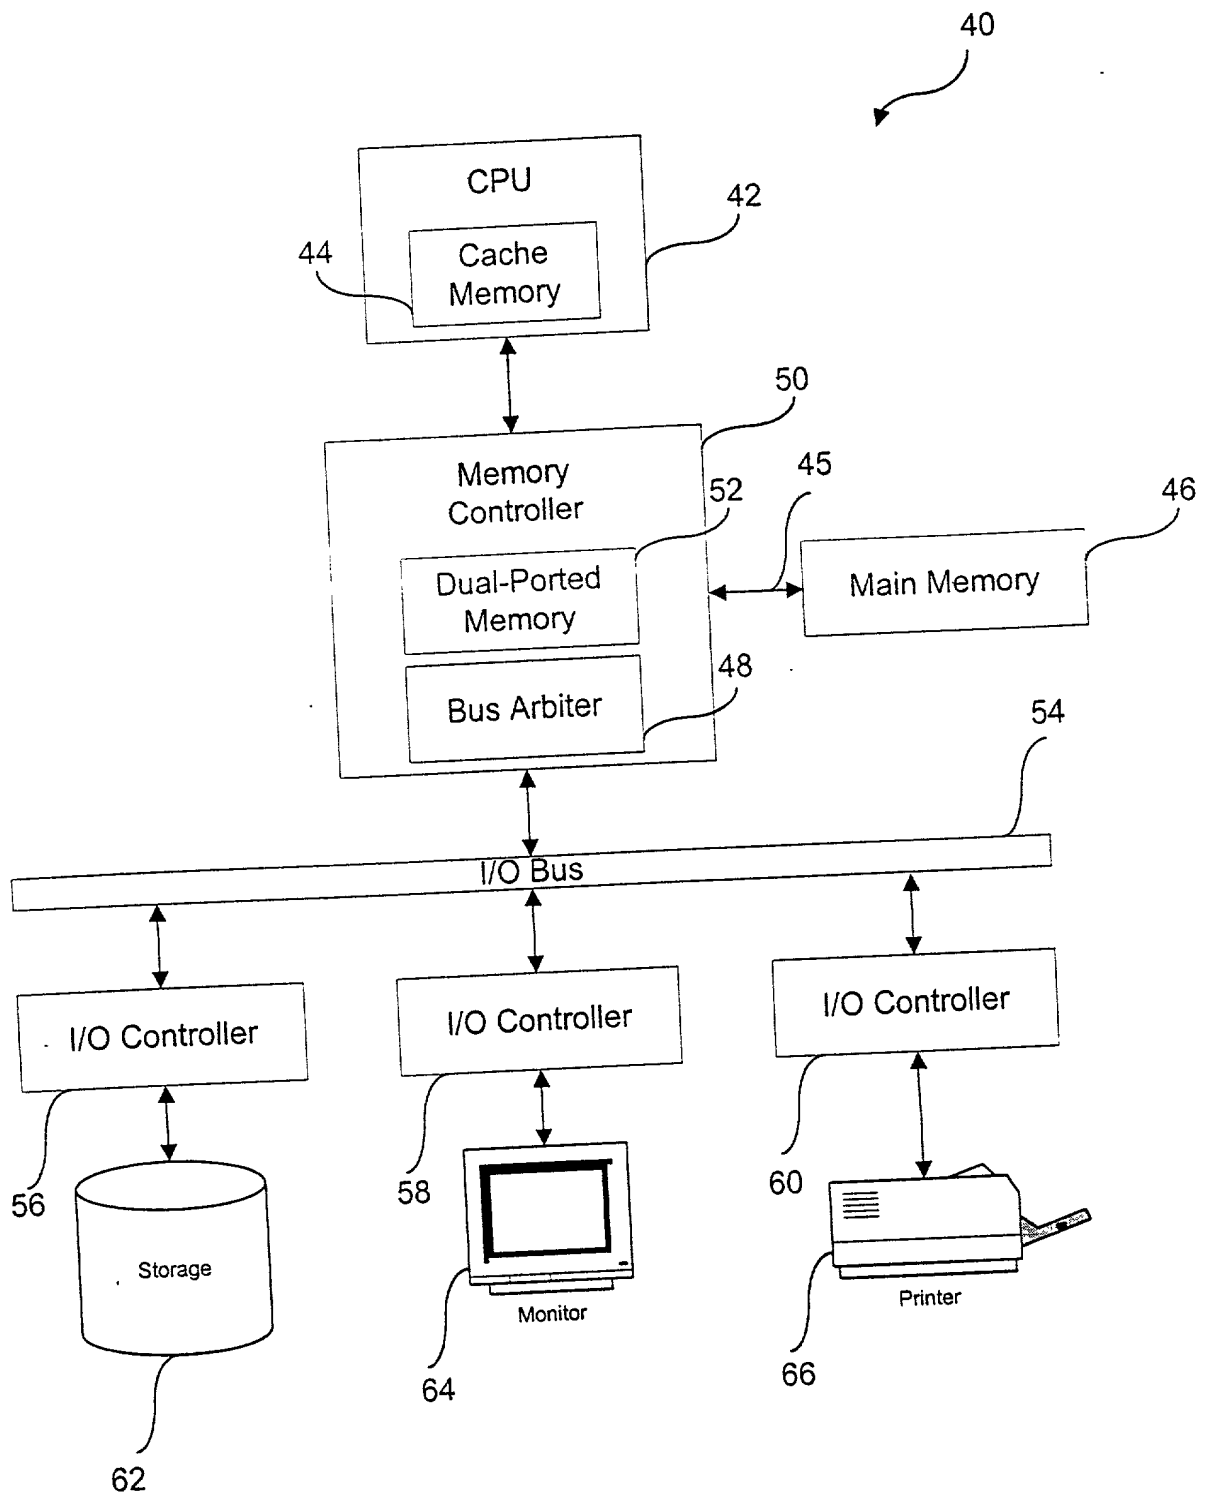 40
CPU
42
44
Cache
Memory
50
Memory
Controller
45
52
46
Dual-Ported
Memory
Main Memory
48
Bus Arbiter
54
I/O Bus
I/O Controller
I/O Controller
I/O Controller
56
58
60
Storage
Monitor
Printer
64
66
62